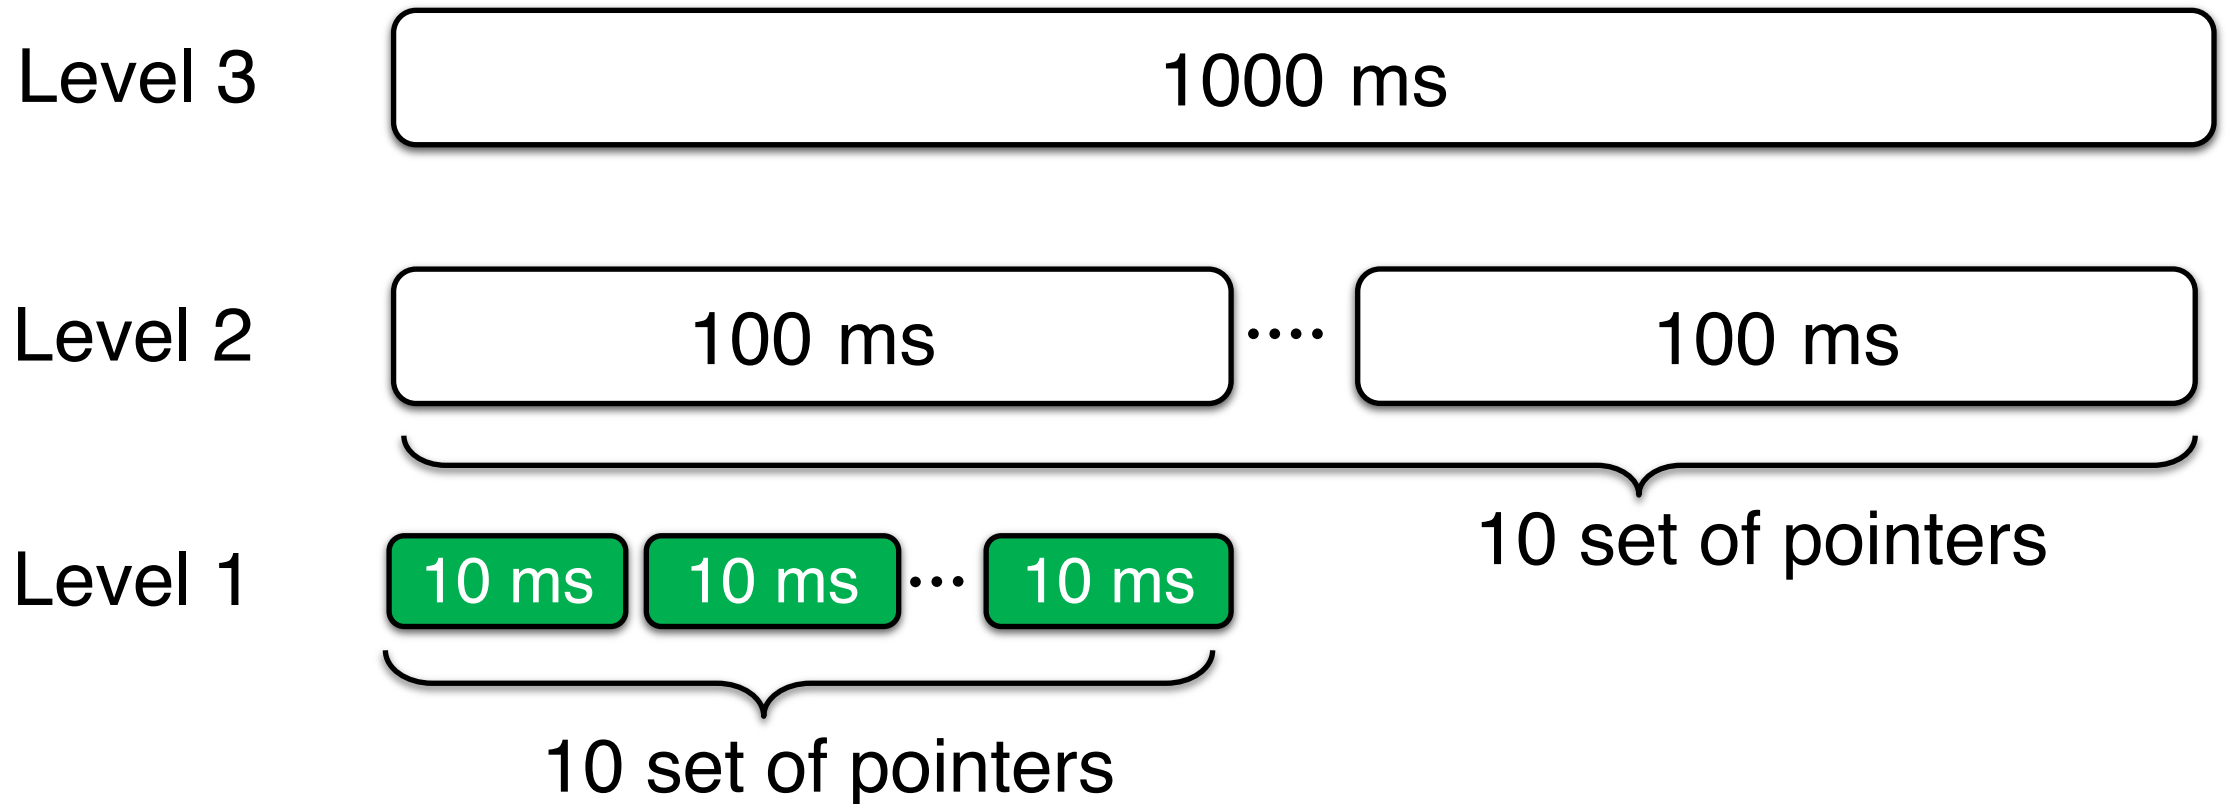 Level 3
1000 ms
Level 2
100 ms
····
100 ms
10 set of pointers
Level 1
10 ms
10 ms
···
10 ms
10 set of pointers